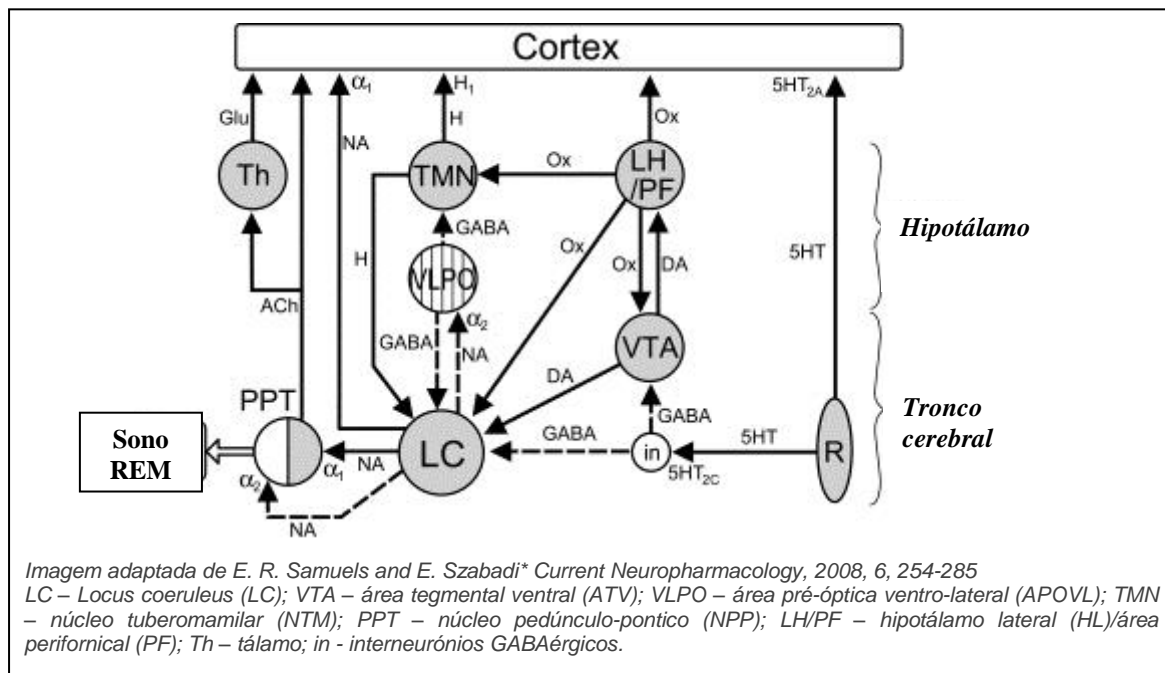 Cortex
α₁ H₁ 5HT₂A
Glu NA H Ox
Th TMN Ox LH
/PF
Hipotálamo
GABA
H VLPO Ox Ox DA 5HT
ACh α₂
GABA NA VTA
DA
PPT GABA Tronco
cerebral
Sono
REM
α₁ NA LC GABA in 5HT R
α₂ 5HT₂C
NA
Imagem adaptada de E. R. Samuels and E. Szabadi* Current Neuropharmacology, 2008, 6, 254-285
LC – Locus coeruleus (LC); VTA – área tegmental ventral (ATV); VLPO – área pré-óptica ventro-lateral (APOVL); TMN
– núcleo tuberomamilar (NTM); PPT – núcleo pedúnculo-pontico (NPP); LH/PF – hipotálamo lateral (HL)/área
perifornical (PF); Th – tálamo; in - interneurónios GABAérgicos.